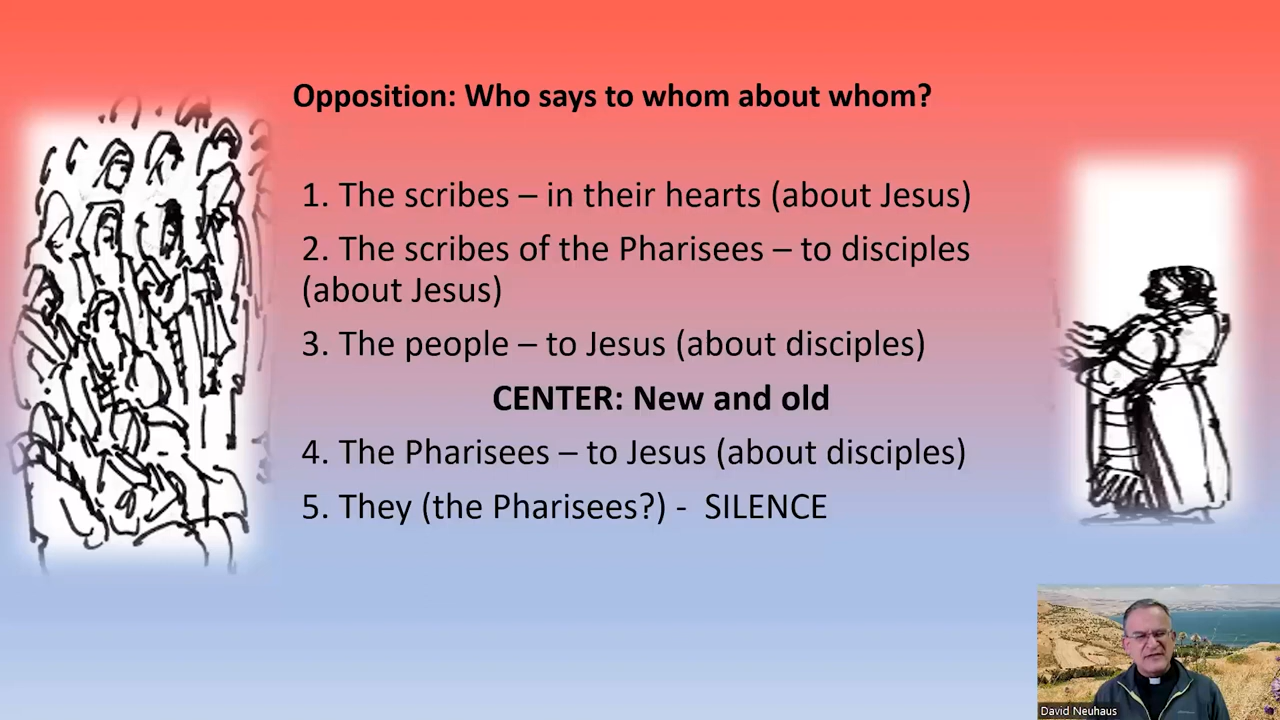 Opposition: Who says to whom about whom?
1. The scribes – in their hearts (about Jesus)
2. The scribes of the Pharisees – to disciples
(about Jesus)
3. The people – to Jesus (about disciples)
CENTER: New and old
4. The Pharisees – to Jesus (about disciples)
5. They (the Pharisees?) - SILENCE
David Neuhaus